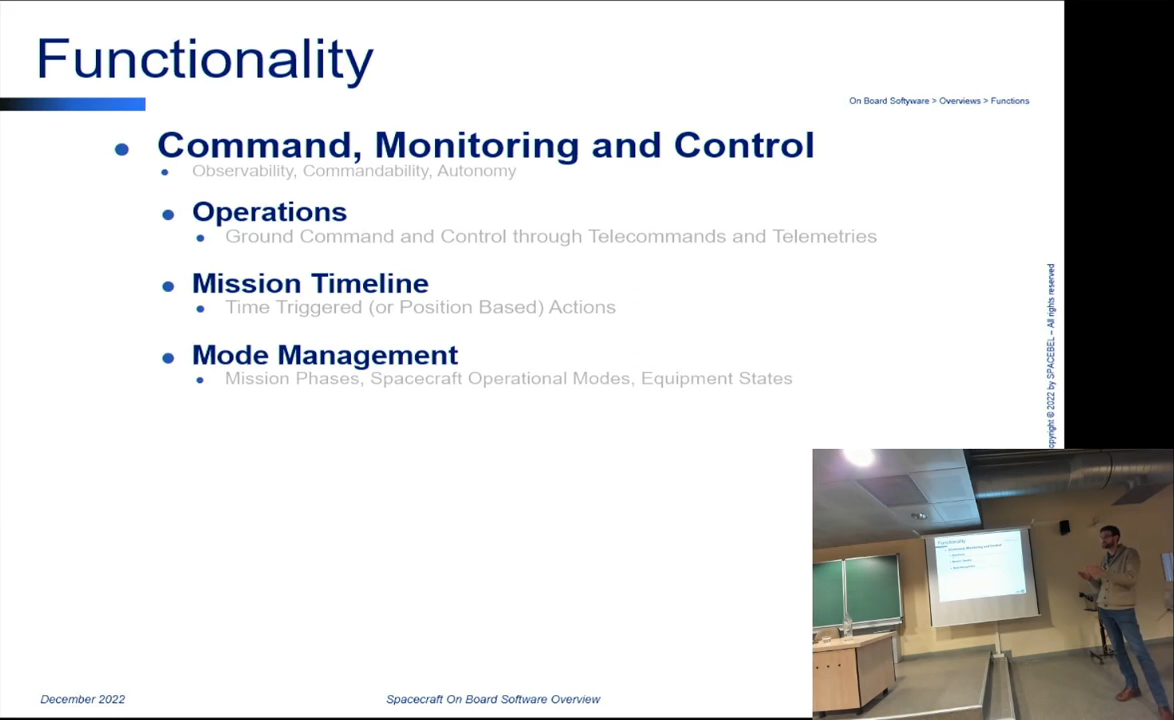 Functionality
On Board Softyware > Overviews > Functions
Command, Monitoring and Control
Observability, Commandability, Autonomy
Operations
Ground Command and Control through Telecommands and Telemetries
Mission Timeline
Time Triggered (or Position Based) Actions
Mode Management
Mission Phases, Spacecraft Operational Modes, Equipment States
opyright © 2022 by SPACEBEL – All rights reserved
December 2022
Spacecraft On Board Software Overview
Functionality